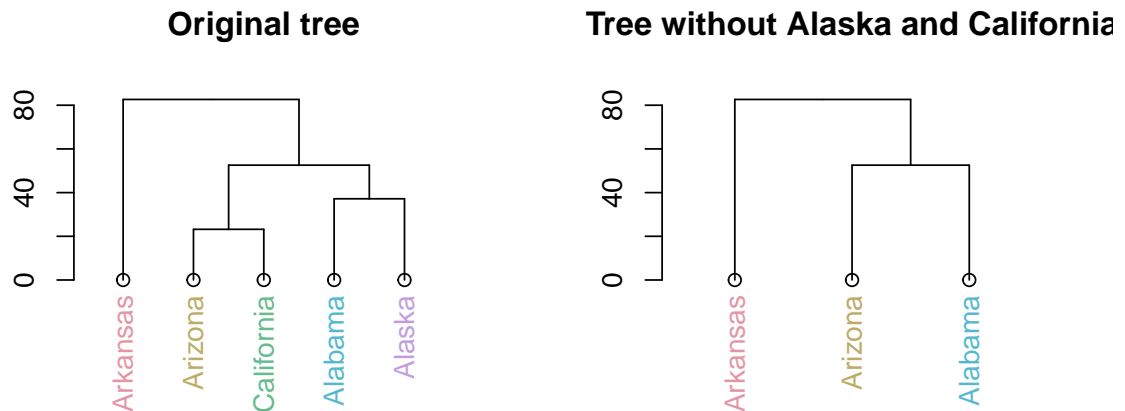 Original tree
80
40
0
Arkansas
Arizona
California
Alabama
Alaska
Tree without Alaska and California
80
40
0
Arkansas
Arizona
Alabama